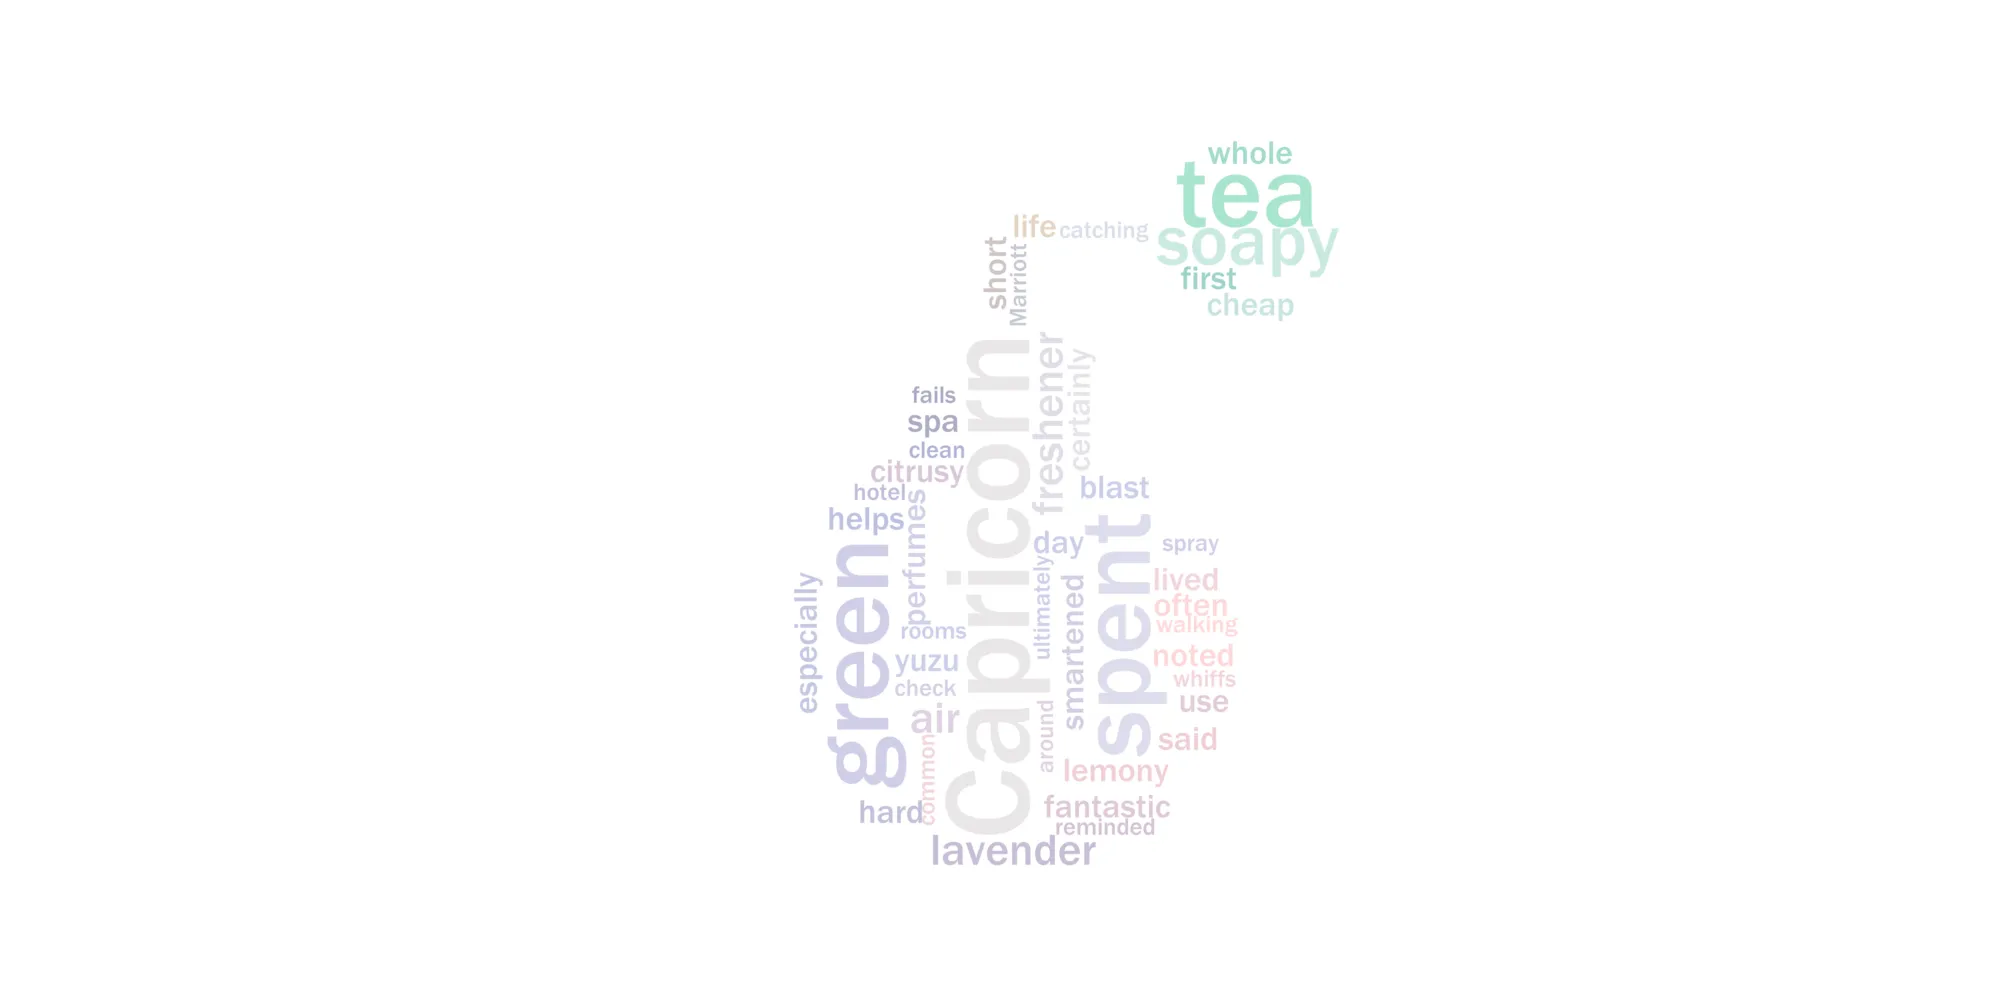 whole
tea
life
catching
soapy
short
Marriott
first
cheap
Capricorn
freshener
certainly
fails
spa
clean
citrusy
hotel
helps
perfumes
blast
spent
day
spray
green
especially
ultimately
smartened
lived
often
walking
rooms
yuzu
noted
check
whiffs
use
air
around
common
said
lemony
hard
fantastic
reminded
lavender